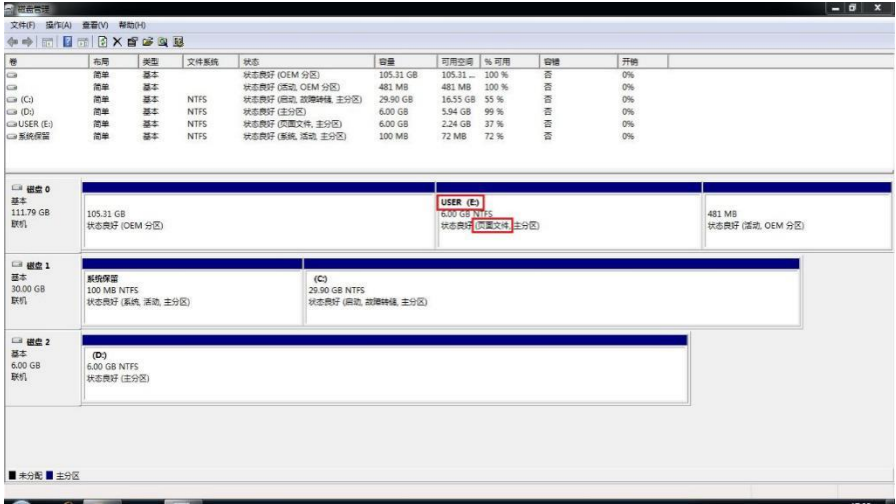 磁盘管理
文件(F) 操作(A) 查看(V) 帮助(H)
卷 布局 类型 文件系统 状态 容量 可用空间 % 可用 容错 开销
简单 基本 状态良好 (OEM 分区) 105.31 GB 105.31 ... 100 % 否 0%
简单 基本 状态良好 (活动, OEM 分区) 481 MB 481 MB 100 % 否 0%
(C:) 简单 基本 NTFS 状态良好 (启动, 故障转储, 主分区) 29.90 GB 16.55 GB 55 % 否 0%
(D:) 简单 基本 NTFS 状态良好 (主分区) 6.00 GB 5.94 GB 99 % 否 0%
USER (E:) 简单 基本 NTFS 状态良好 (页面文件, 主分区) 6.00 GB 2.24 GB 37 % 否 0%
系统保留 简单 基本 NTFS 状态良好 (系统, 活动, 主分区) 100 MB 72 MB 72 % 否 0%
磁盘 0
基本
111.79 GB
联机
105.31 GB
状态良好 (OEM 分区)
USER (E:)
6.00 GB NTFS
状态良好 (页面文件, 主分区)
481 MB
状态良好 (活动, OEM 分区)
磁盘 1
基本
30.00 GB
联机
系统保留
100 MB NTFS
状态良好 (系统, 活动, 主分区)
(C:)
29.90 GB NTFS
状态良好 (启动, 故障转储, 主分区)
磁盘 2
基本
6.00 GB
联机
(D:)
6.00 GB NTFS
状态良好 (主分区)
未分配 主分区